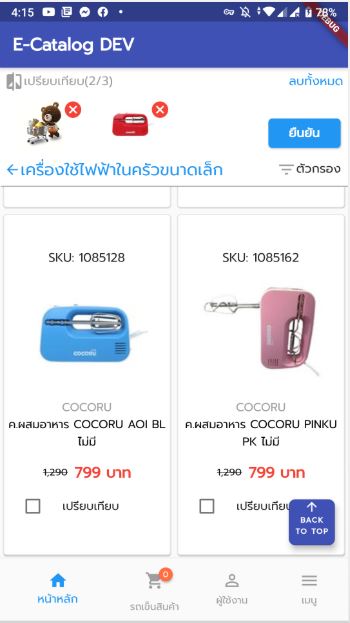 4:15
78%
DEBUG
E-Catalog DEV
เปรียบเทียบ(2/3)
ลบทั้งหมด
ยืนยัน
เครื่องใช้ไฟฟ้าในครัวขนาดเล็ก
ตัวกรอง
SKU: 1085128
COCORU
COCORU
ค.ผสมอาหาร COCORU AOI BL
ไม่มี
1,290 799 บาท
เปรียบเทียบ
SKU: 1085162
COCORU
ค.ผสมอาหาร COCORU PINKU
PK ไม่มี
1,290 799 บาท
เปรียบเทียบ
BACK
TO TOP
หน้าหลัก
0
รถเข็นสินค้า
ผู้ใช้งาน
เมนู